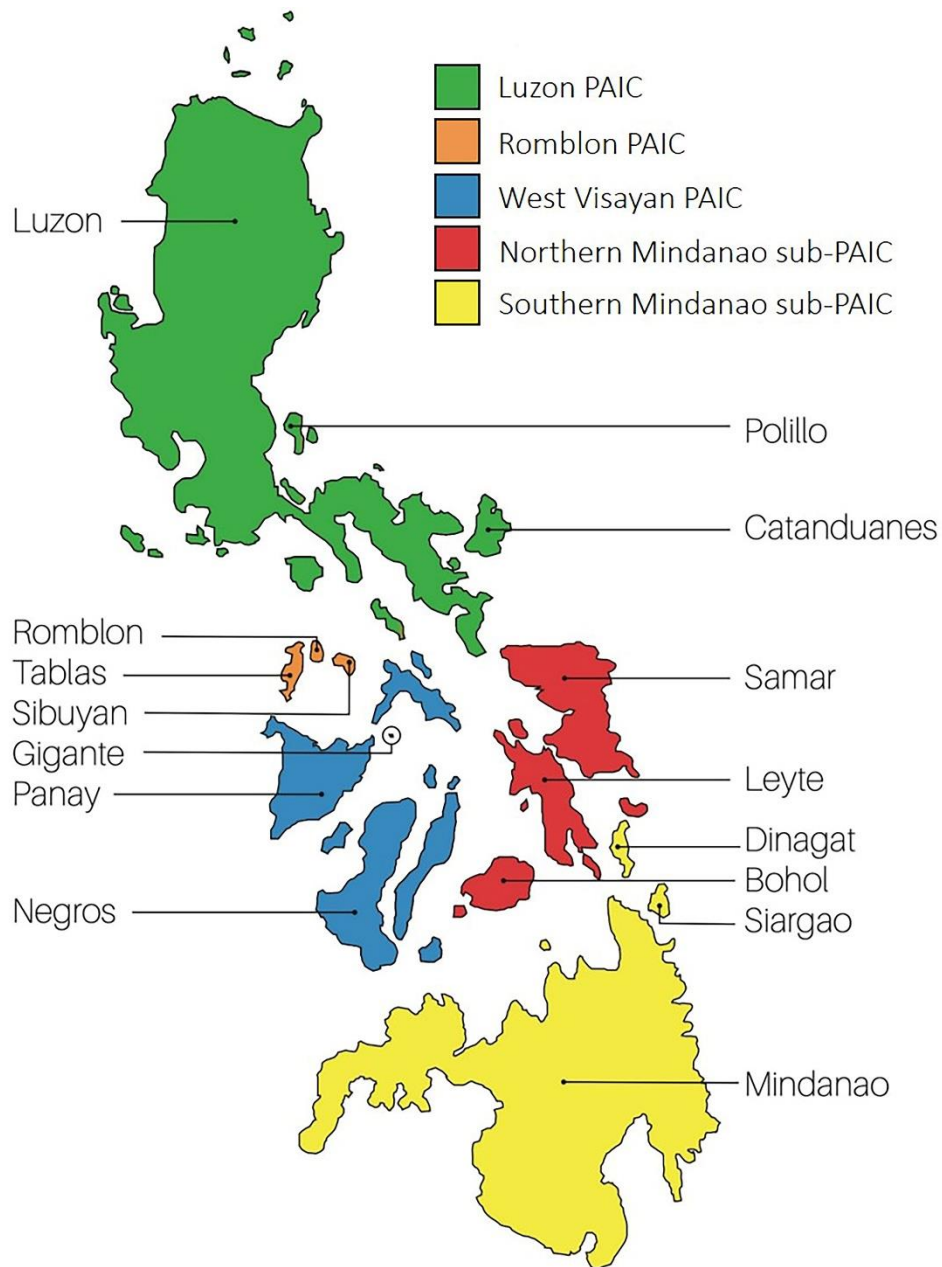 Luzon PAIC
Romblon PAIC
West Visayan PAIC
Northern Mindanao sub-PAIC
Southern Mindanao sub-PAIC
Luzon
Polillo
Catanduanes
Romblon
Tablas
Sibuyan
Gigante
Panay
Negros
Samar
Leyte
Dinagat
Bohol
Siargao
Mindanao